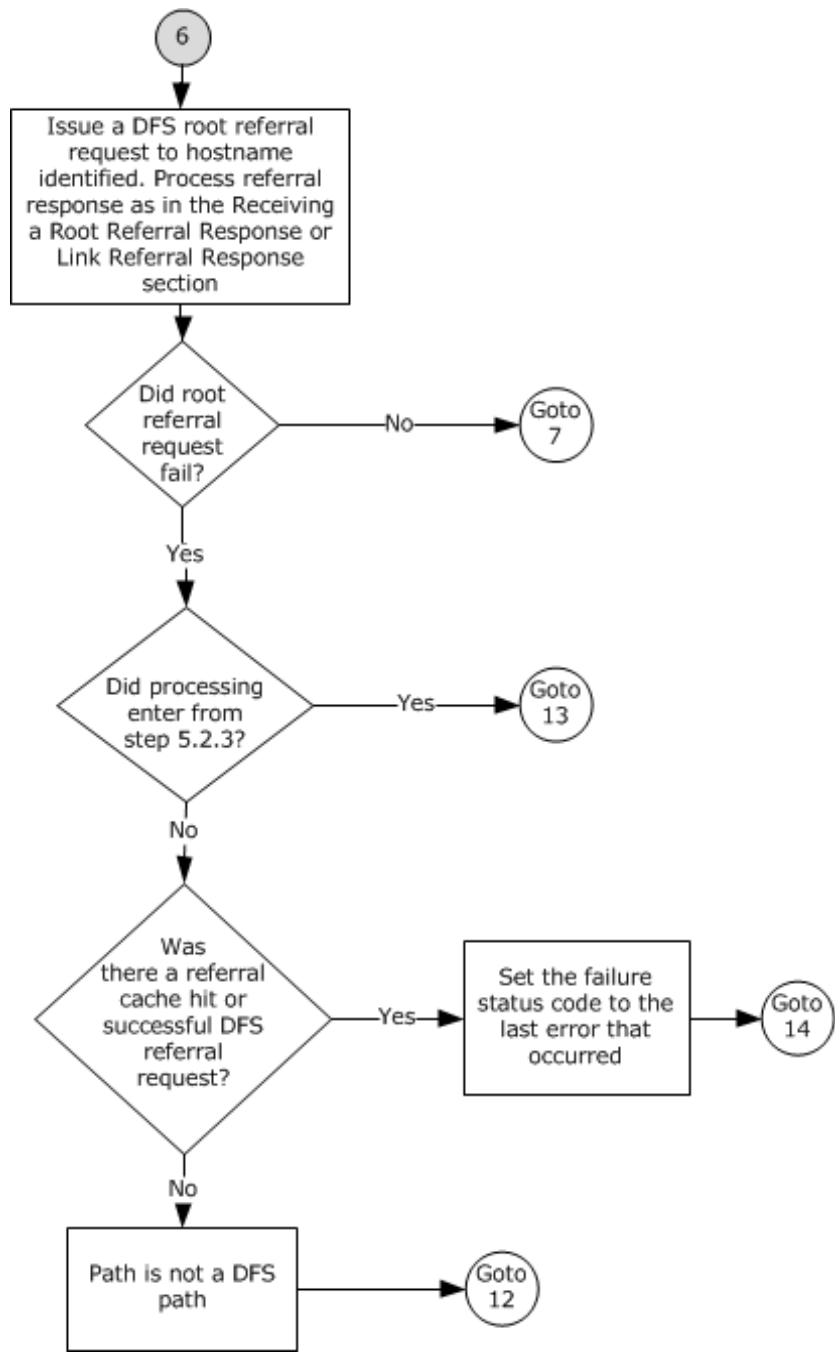 6
Issue a DFS root referral
request to hostname
identified. Process referral
response as in the Receiving
a Root Referral Response or
Link Referral Response
section
Did root
referral
request
fail?
No
Goto
7
Yes
Did processing
enter from
step 5.2.3?
Yes
Goto
13
No
Was
there a referral
cache hit or
successful DFS
referral
request?
Yes
Set the failure
status code to the
last error that
occurred
Goto
14
No
Path is not a DFS
path
Goto
12